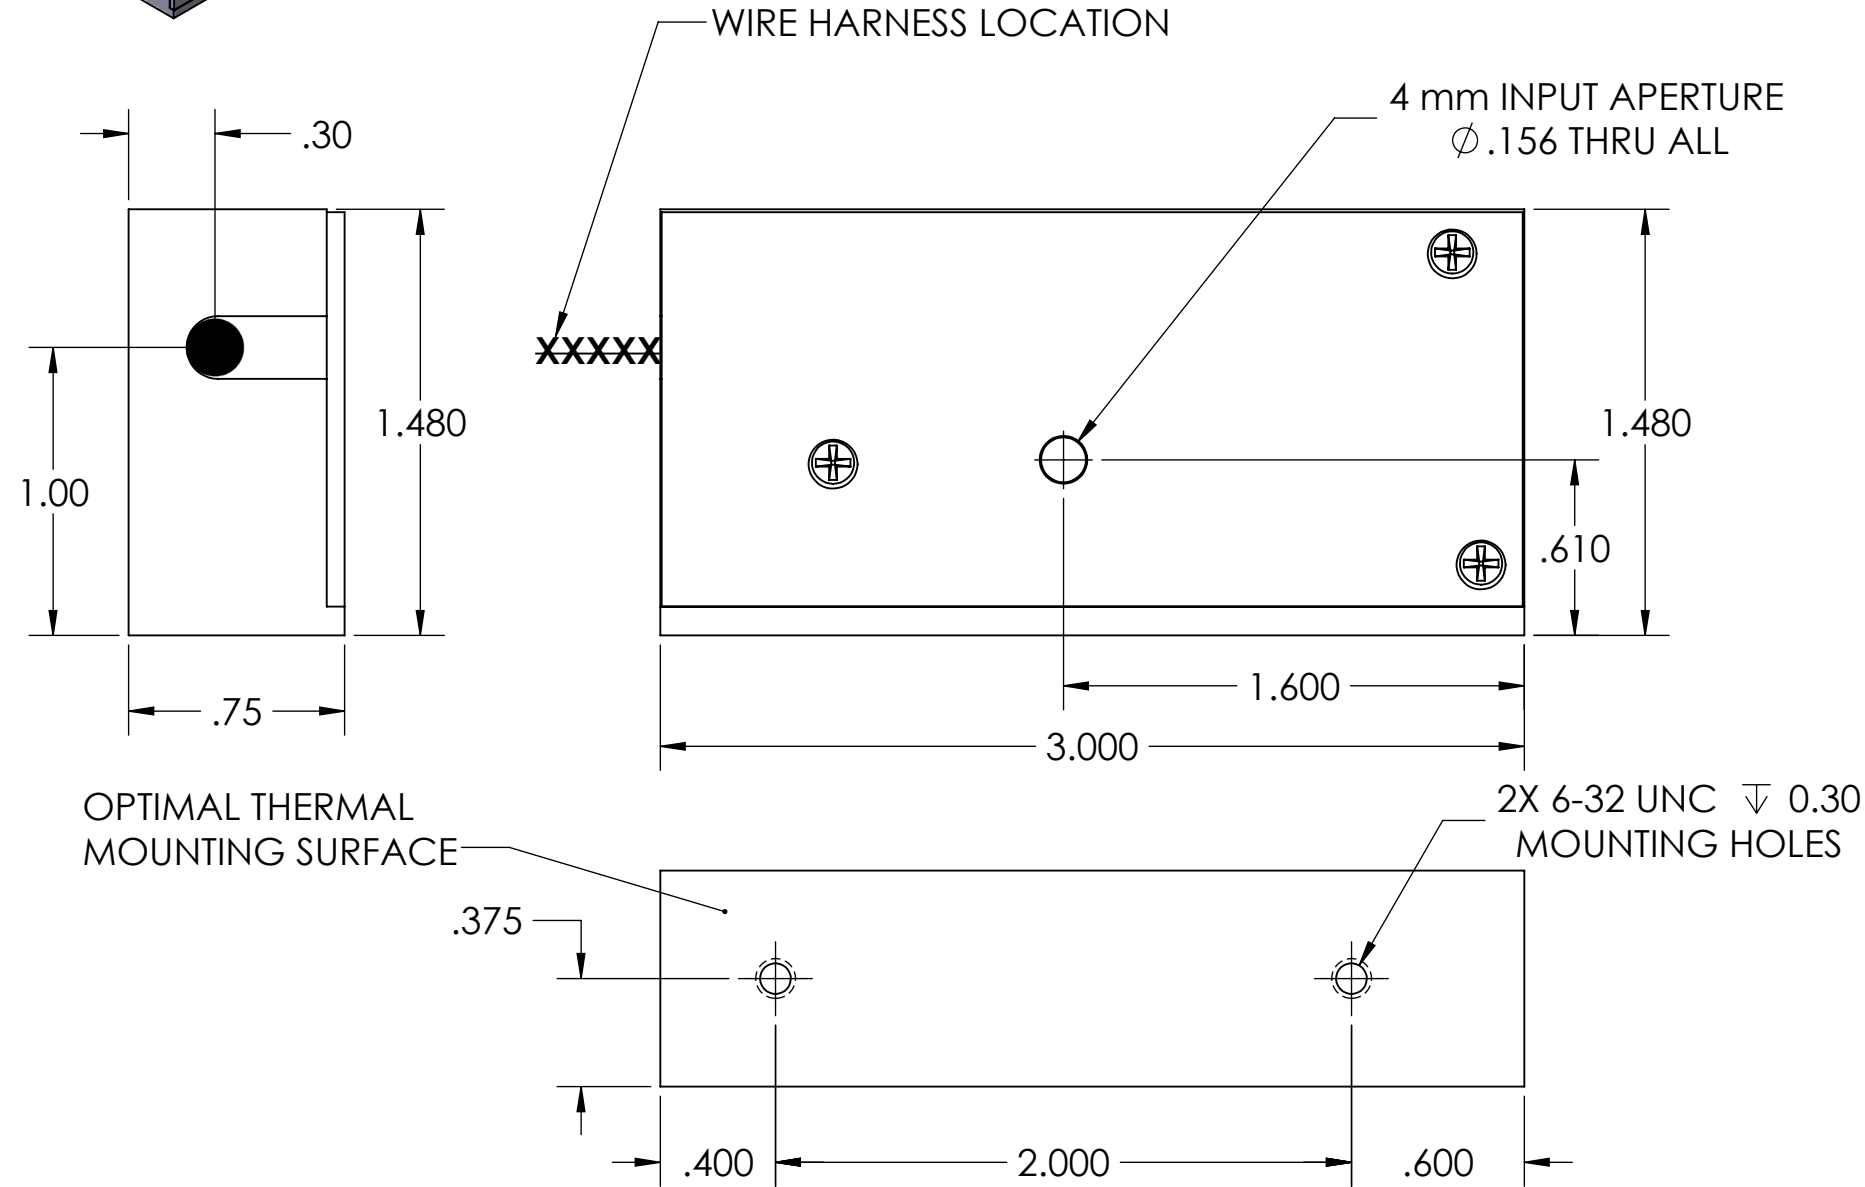 WIRE HARNESS LOCATION
4 mm INPUT APERTURE
∅.156 THRU ALL
.30
XXXXX
1.480
1.480
1.00
.610
.75
1.600
3.000
OPTIMAL THERMAL
MOUNTING SURFACE
2X 6-32 UNC ↧ 0.30
MOUNTING HOLES
.375
.400
2.000
.600